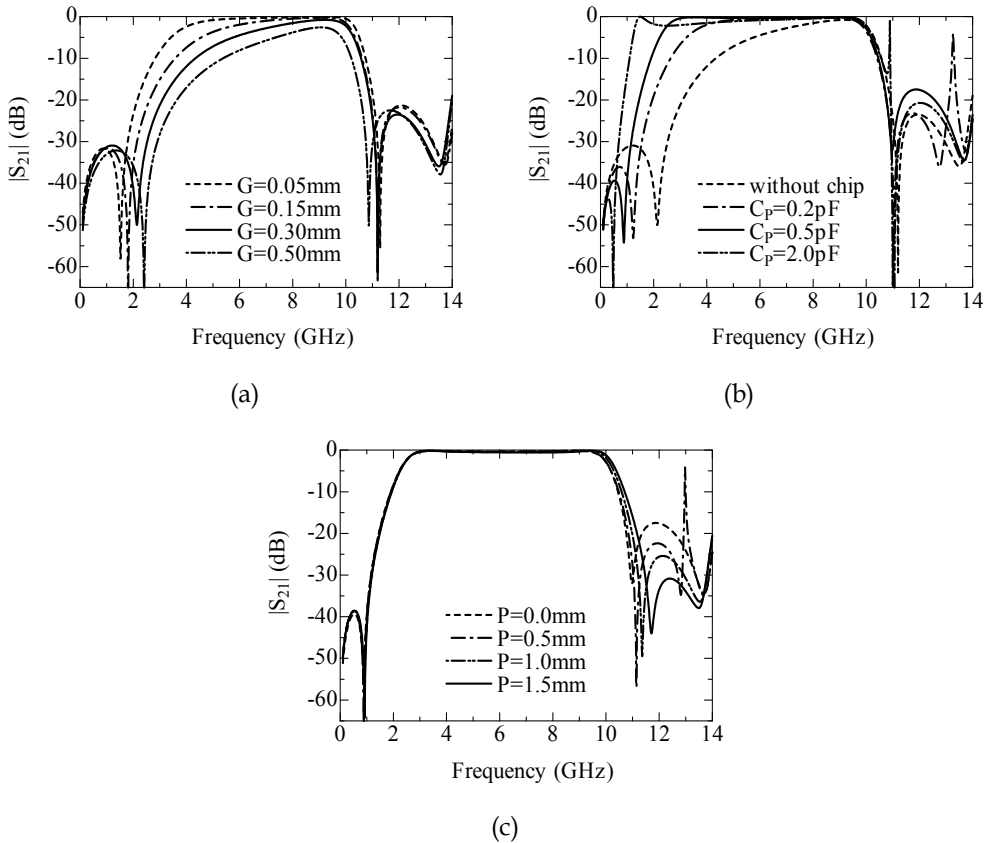 0
-10
-20
-30
-40
-50
-60
|S21| (dB)
G=0.05mm
G=0.15mm
G=0.30mm
G=0.50mm
0 2 4 6 8 10 12 14
Frequency (GHz)
(a)
0
-10
-20
-30
-40
-50
-60
|S21| (dB)
without chip
CP=0.2pF
CP=0.5pF
CP=2.0pF
0 2 4 6 8 10 12 14
Frequency (GHz)
(b)
0
-10
-20
-30
-40
-50
-60
|S21| (dB)
P=0.0mm
P=0.5mm
P=1.0mm
P=1.5mm
0 2 4 6 8 10 12 14
Frequency (GHz)
(c)